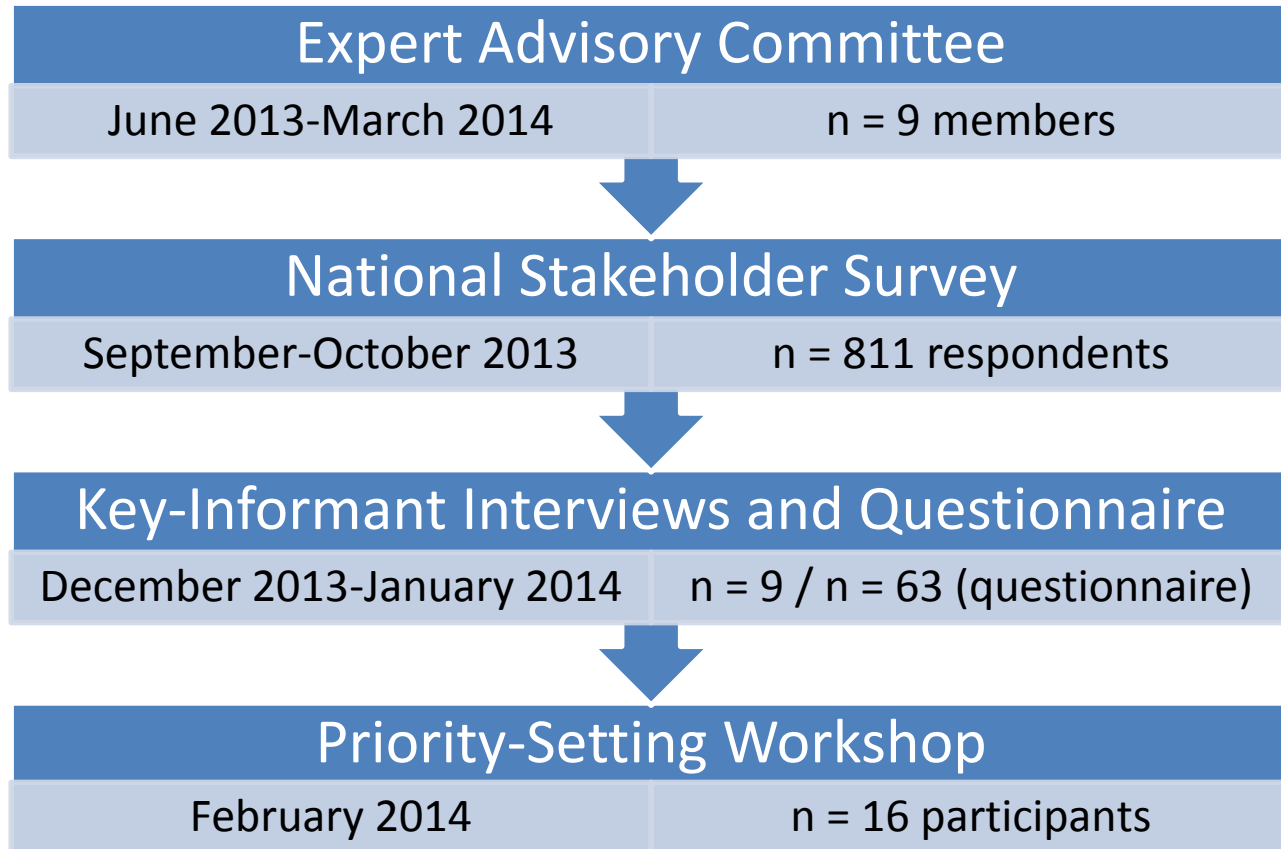 Expert Advisory Committee
June 2013-March 2014
n = 9 members
National Stakeholder Survey
September-October 2013
n = 811 respondents
Key-Informant Interviews and Questionnaire
December 2013-January 2014
n = 9 / n = 63 (questionnaire)
Priority-Setting Workshop
February 2014
n = 16 participants